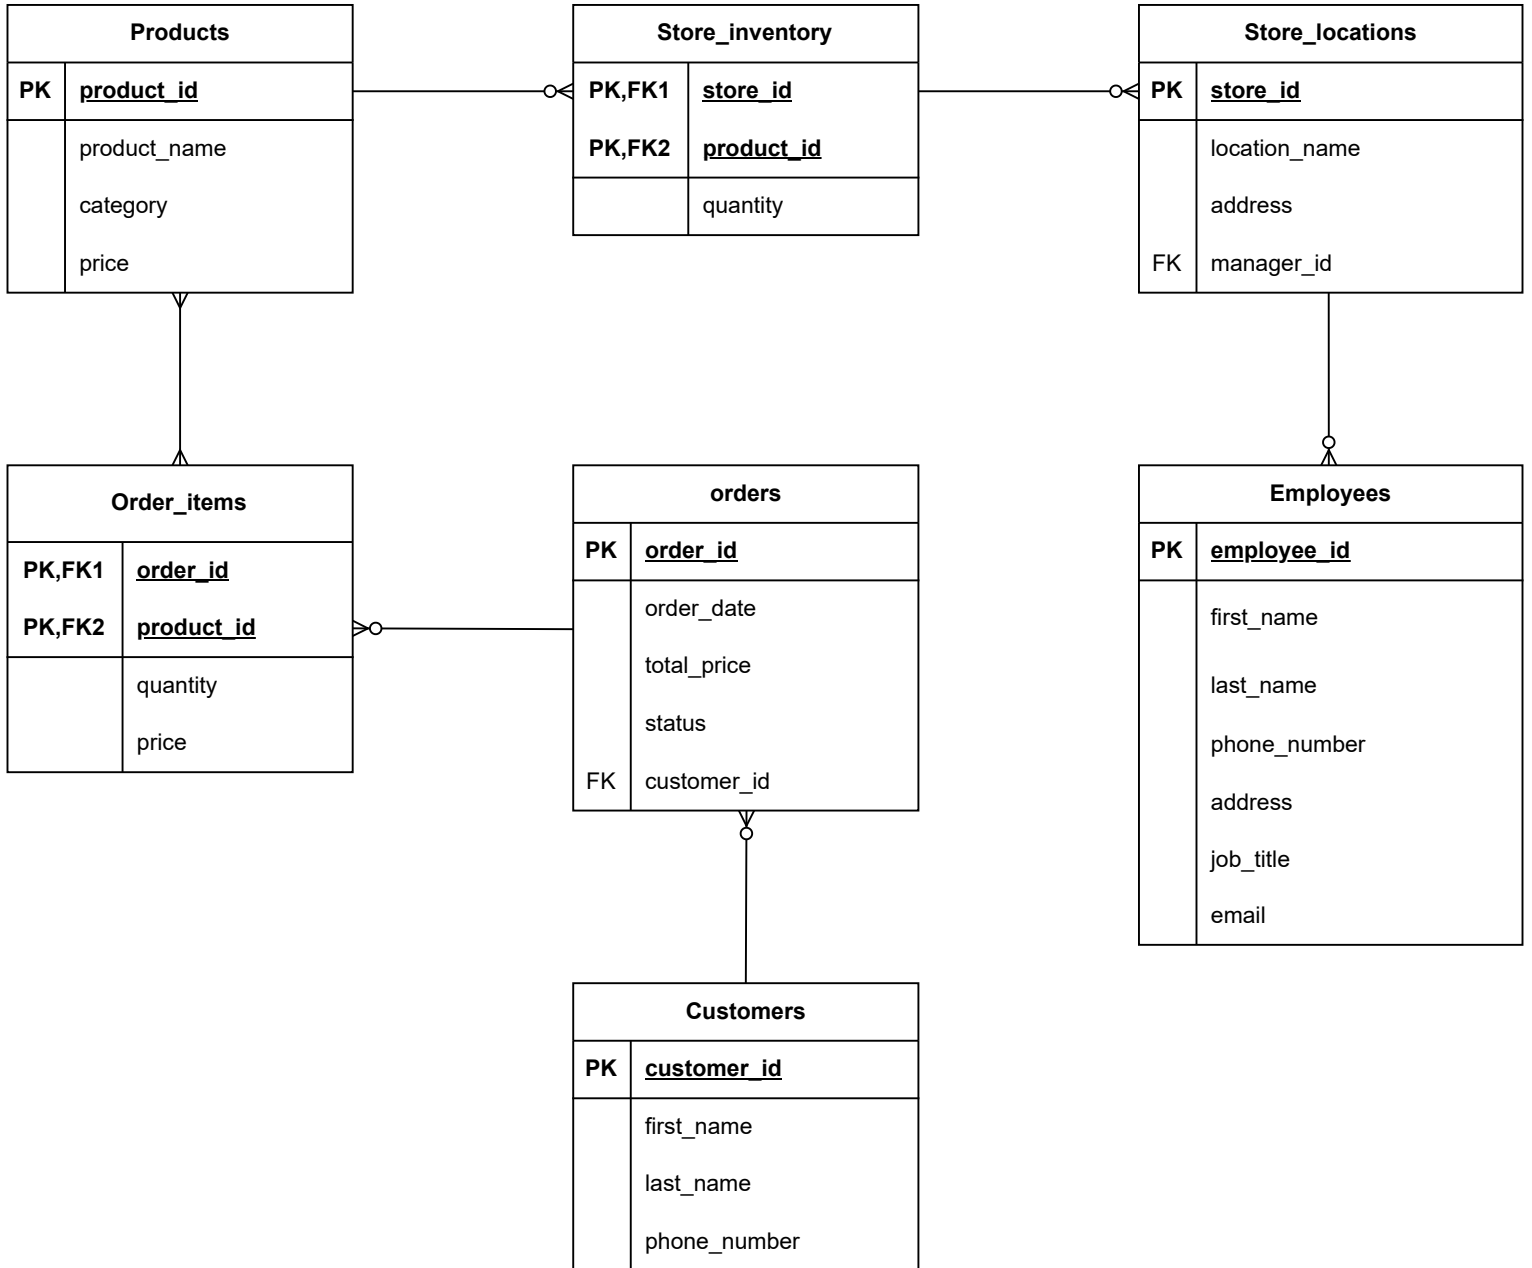 Products
PK product_id
product_name
category
price
Store_inventory
PK,FK1 store_id
PK,FK2 product_id
quantity
Store_locations
PK store_id
location_name
address
FK manager_id
Order_items
PK,FK1 order_id
PK,FK2 product_id
quantity
price
orders
PK order_id
order_date
total_price
status
FK customer_id
Employees
PK employee_id
first_name
last_name
phone_number
address
job_title
email
Customers
PK customer_id
first_name
last_name
phone_number